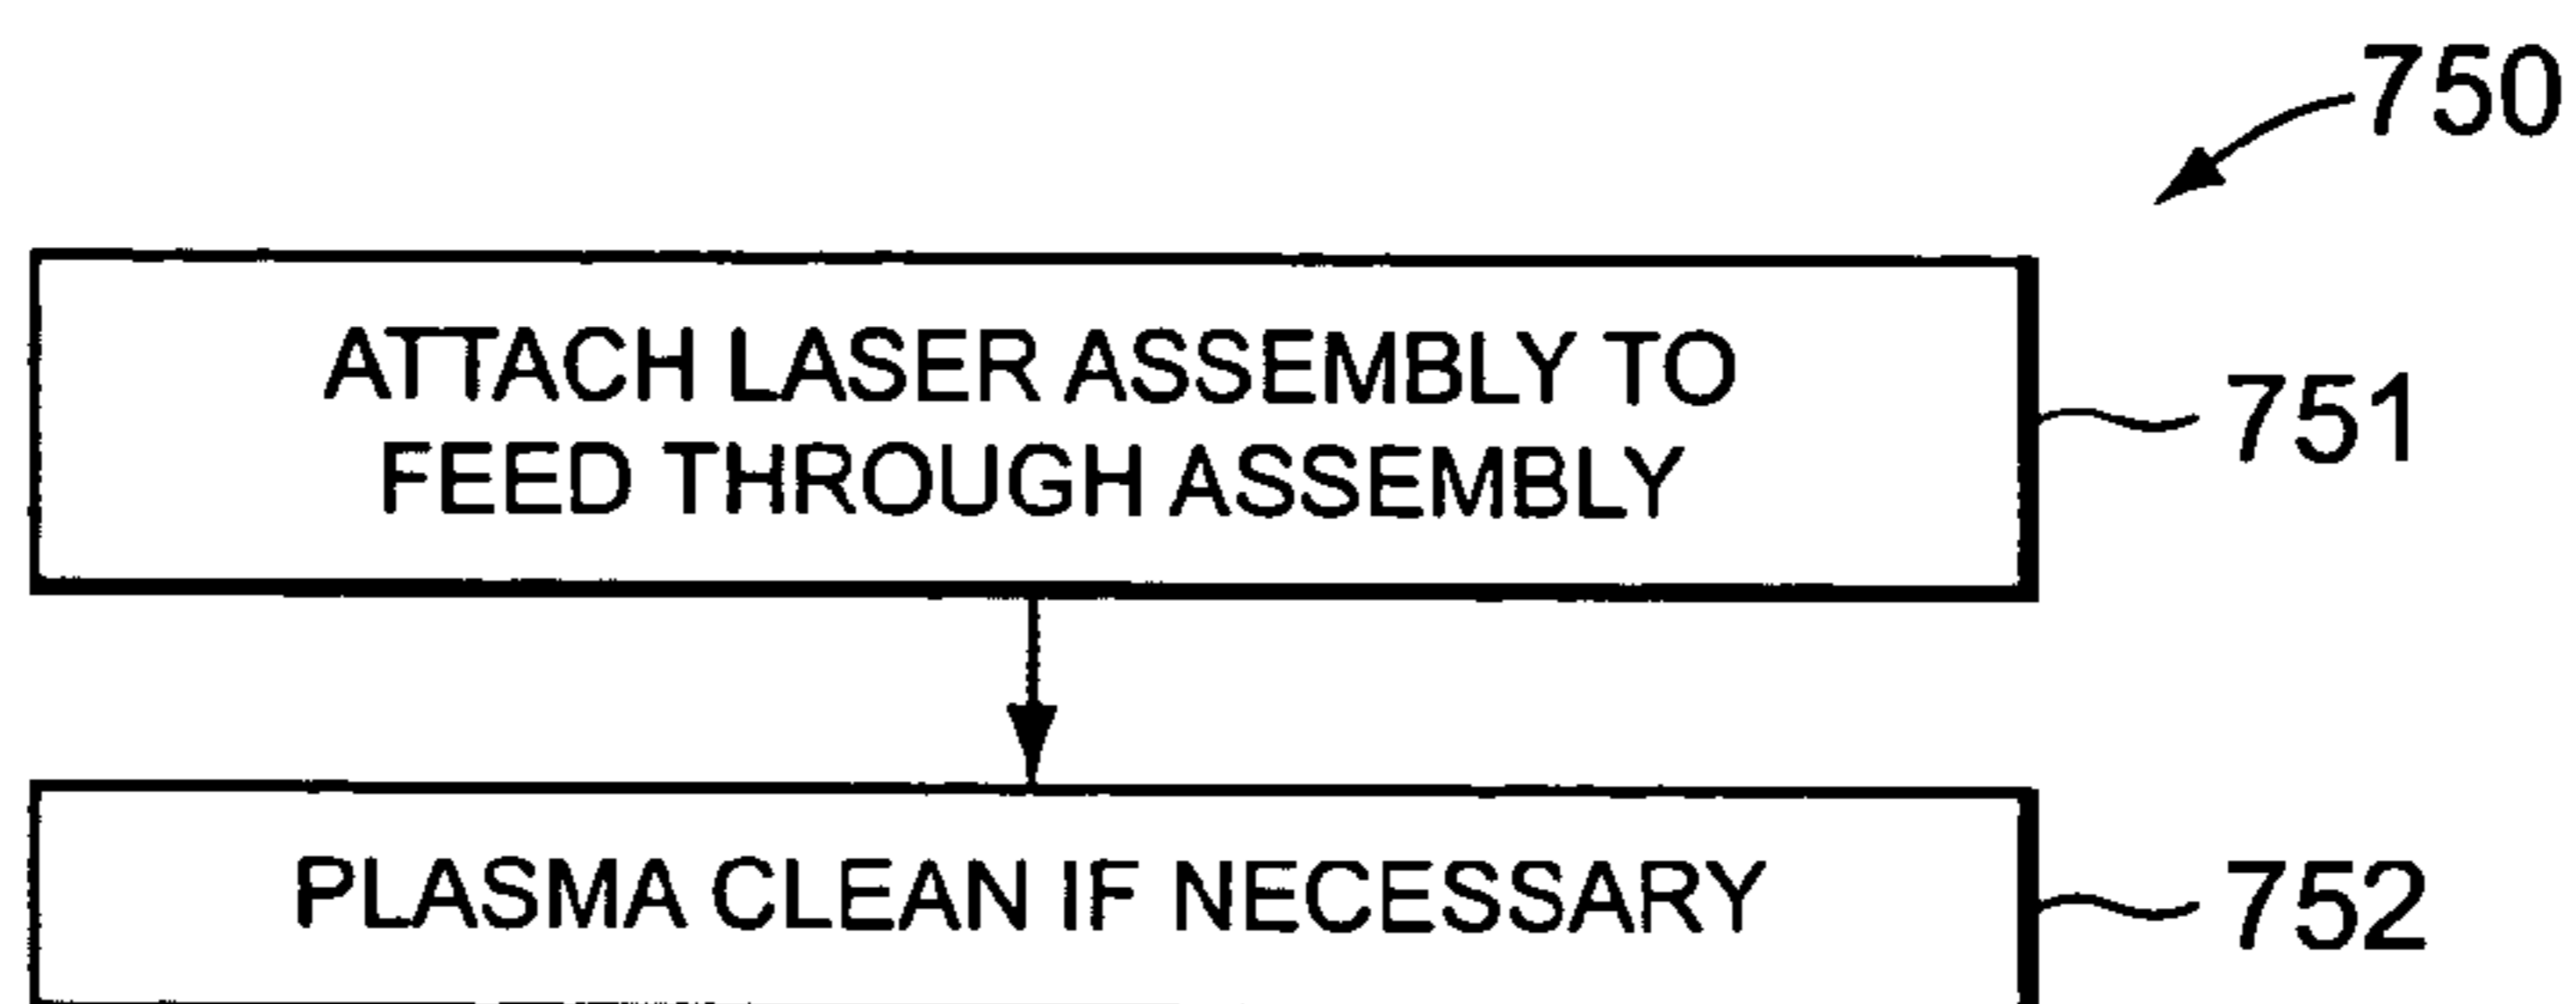 750
ATTACH LASER ASSEMBLY TO
FEED THROUGH ASSEMBLY
751
PLASMA CLEAN IF NECESSARY
752